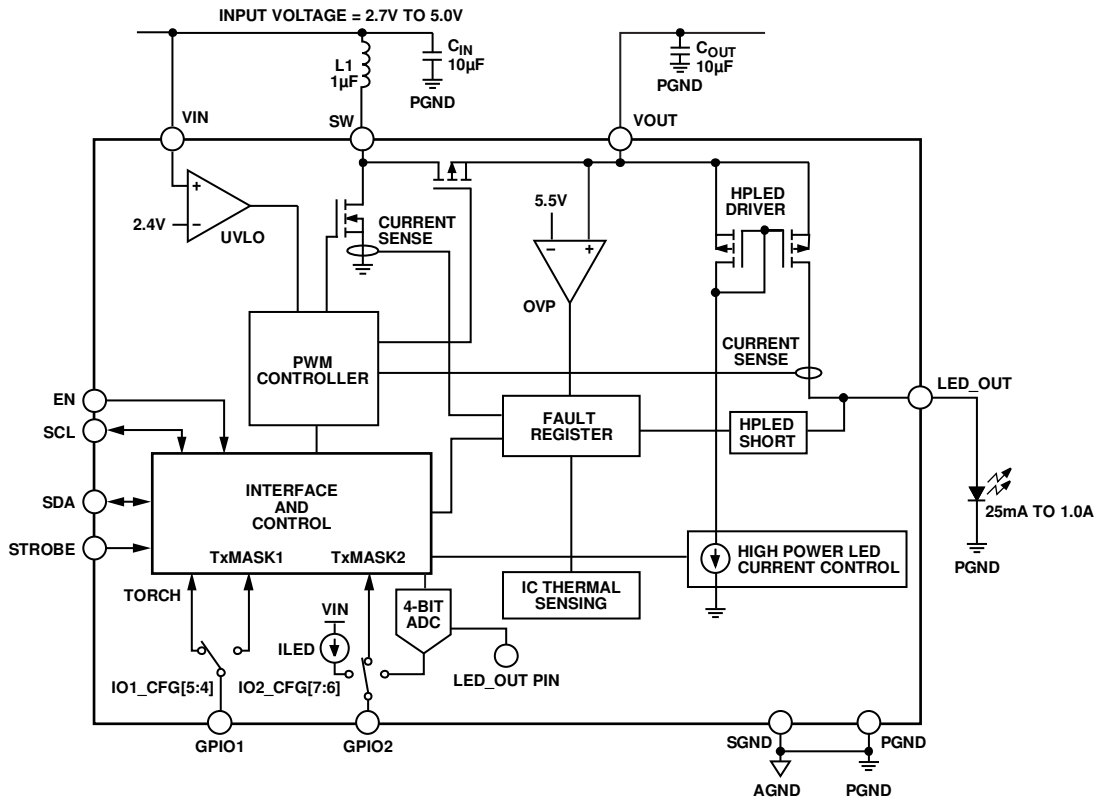 INPUT VOLTAGE = 2.7V TO 5.0V
L1
1µF
CIN
10µF
PGND
COUT
10µF
PGND
VIN
SW
VOUT
2.4V
+
–
UVLO
CURRENT
SENSE
5.5V
–
+
OVP
HPLED
DRIVER
PWM
CONTROLLER
CURRENT
SENSE
EN
SCL
SDA
STROBE
FAULT
REGISTER
HPLED
SHORT
LED_OUT
25mA TO 1.0A
PGND
INTERFACE
AND
CONTROL
TxMASK1
TxMASK2
HIGH POWER LED
CURRENT CONTROL
IC THERMAL
SENSING
TORCH
VIN
ILED
4-BIT
ADC
LED_OUT PIN
IO1_CFG[5:4]
IO2_CFG[7:6]
GPIO1
GPIO2
SGND
PGND
AGND
PGND